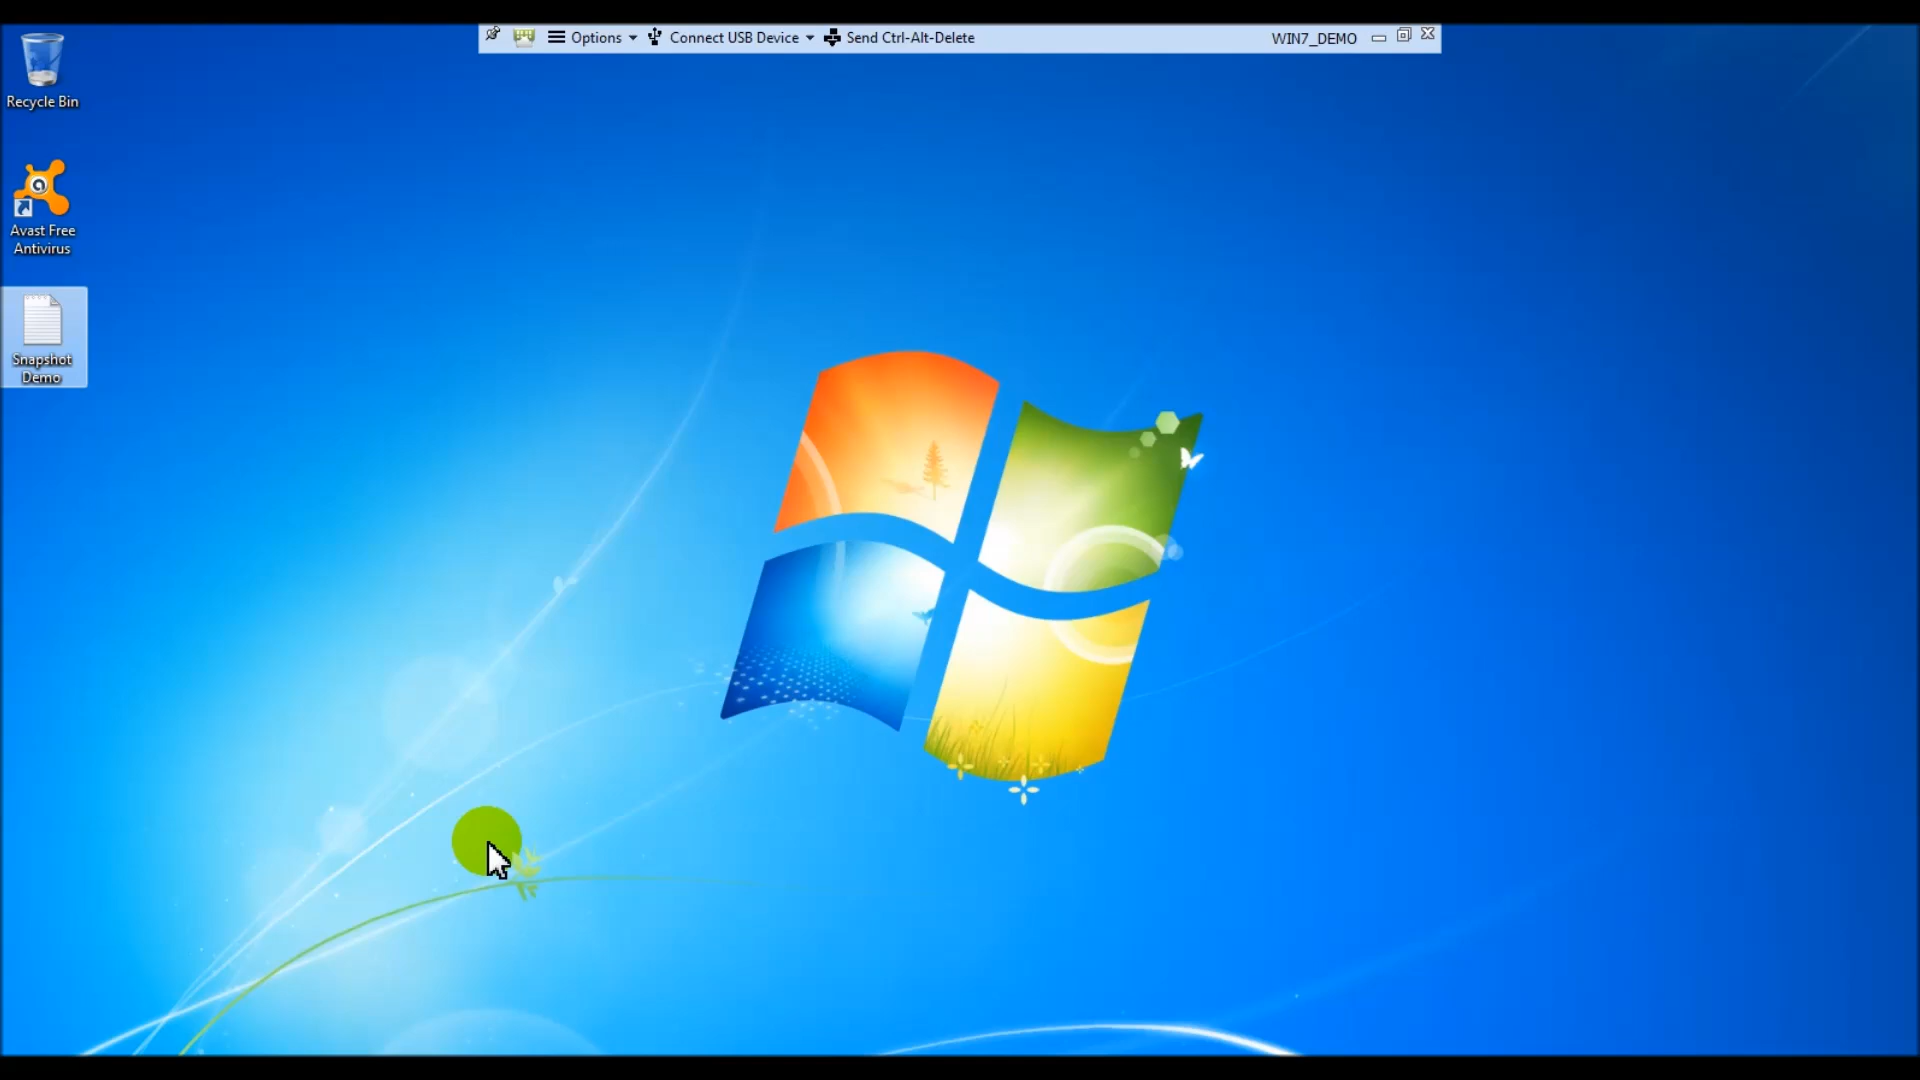 Options
Connect USB Device
Send Ctrl-Alt-Delete
WIN7_DEMO
Recycle Bin
Avast Free
Antivirus
Snapshot
Demo